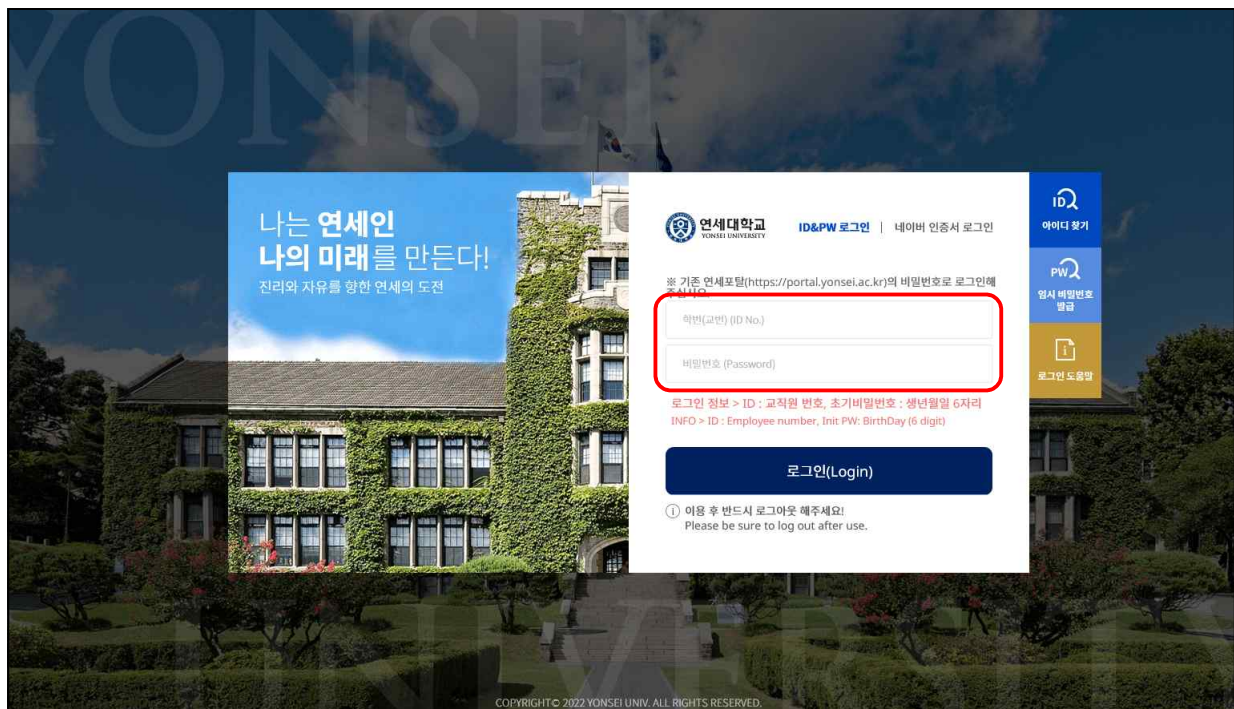 YONSEI
나는 연세인
나의 미래를 만든다!
진리와 자유를 향한 연세의 도전
연세대학교
YONSEI UNIVERSITY
ID&PW 로그인 | 네이버 인증서 로그인
※ 기존 연세포탈(https://portal.yonsei.ac.kr)의 비밀번호로 로그인해
주십시오.
학번(교번) (ID No.)
비밀번호 (Password)
로그인 정보 > ID : 교직원 번호, 초기비밀번호 : 생년월일 6자리
INFO > ID : Employee number, Init PW: BirthDay (6 digit)
로그인(Login)
이용 후 반드시 로그아웃 해주세요!
Please be sure to log out after use.
ID
아이디 찾기
PW
임시 비밀번호
발급
로그인 도움말
UNIVERSITY
COPYRIGHT© 2022 YONSEI UNIV. ALL RIGHTS RESERVED.